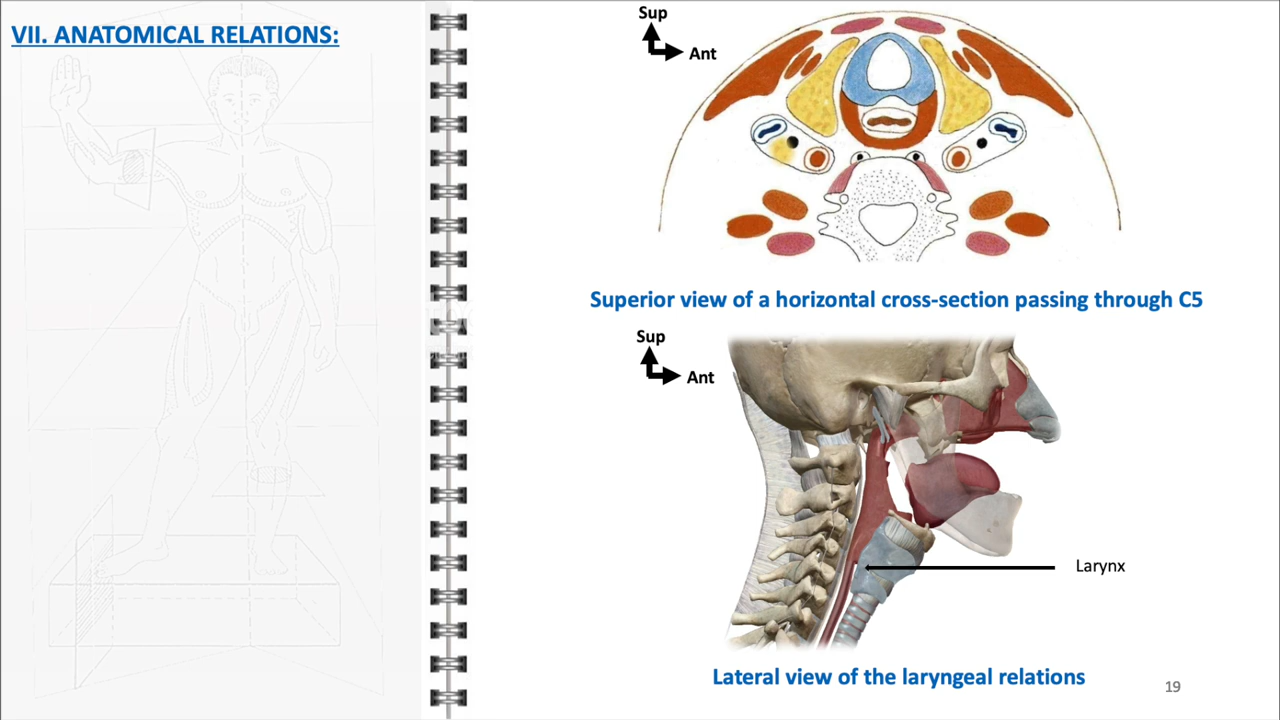 VII. ANATOMICAL RELATIONS:
Sup
Ant
Superior view of a horizontal cross-section passing through C5
Sup
Ant
Larynx
Lateral view of the laryngeal relations
19